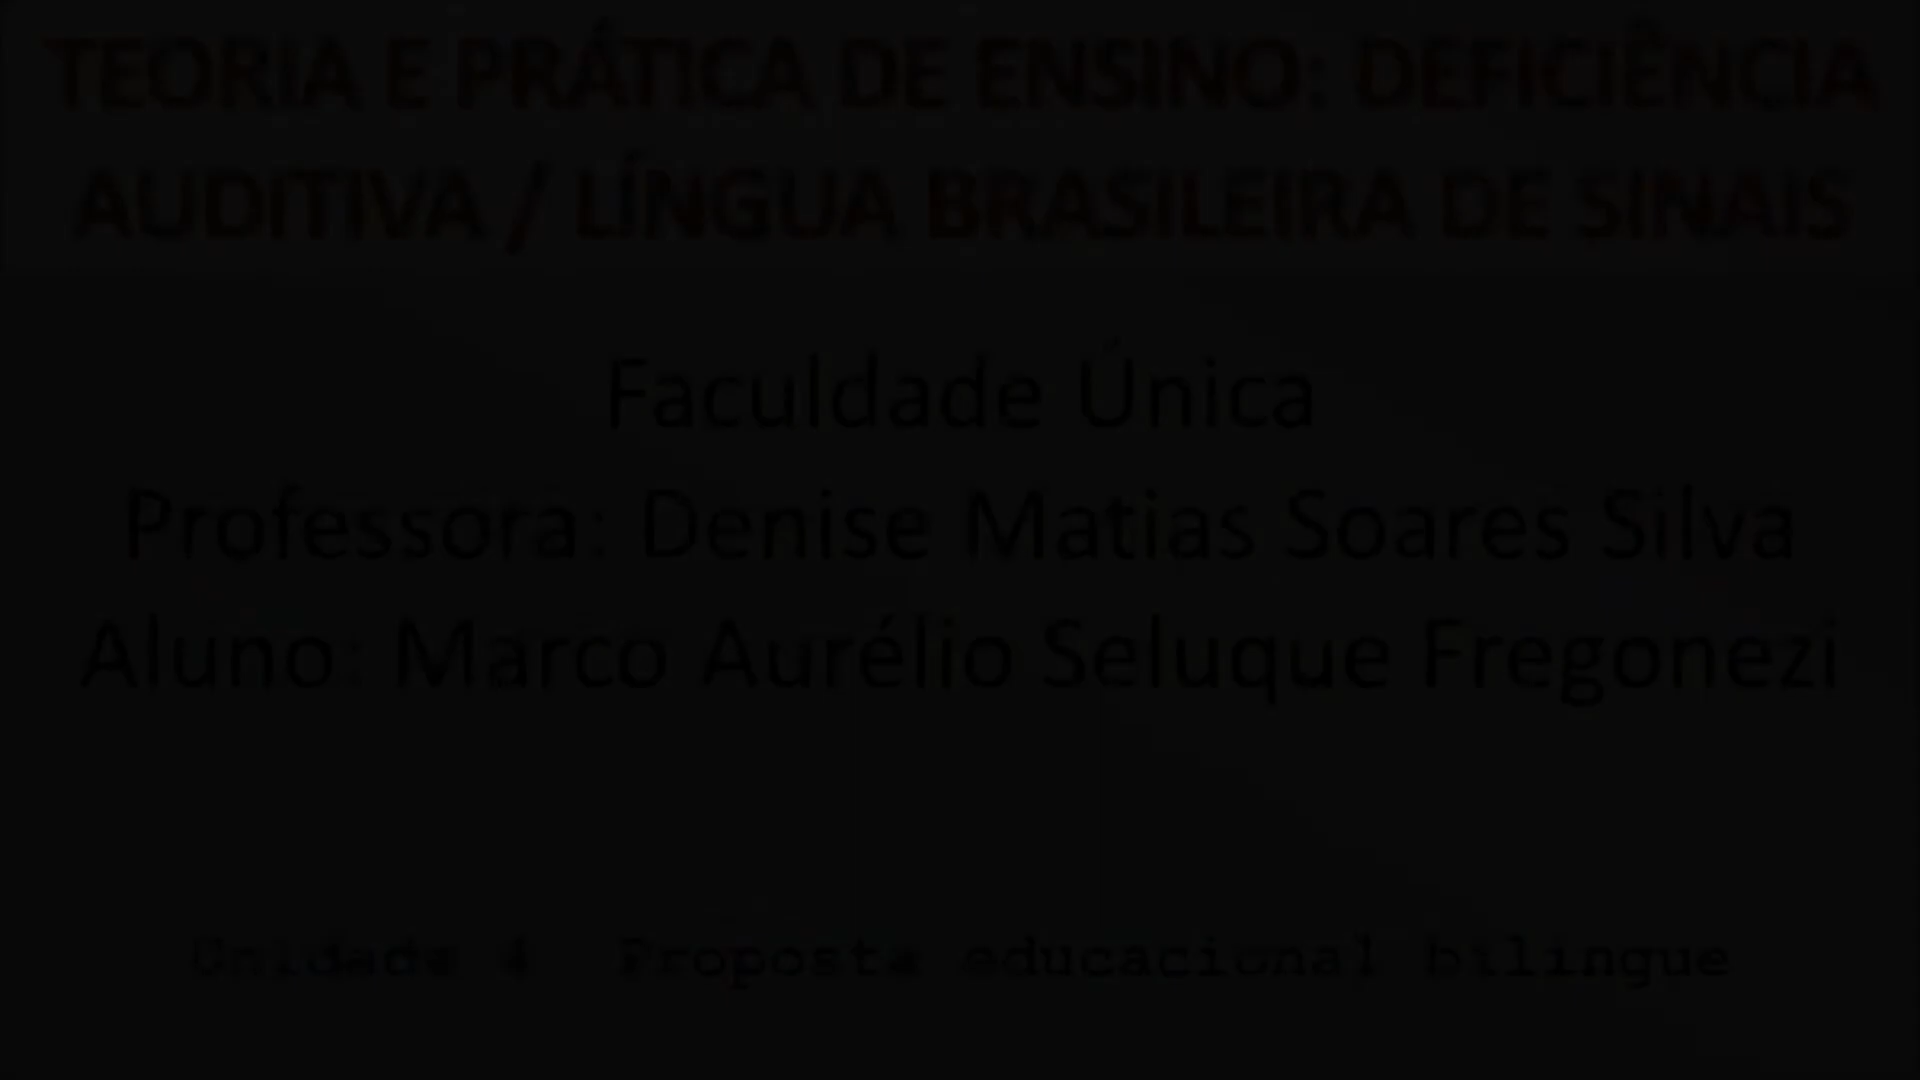 TEORIA E PRÁTICA DE ENSINO: DEFICIÊNCIA
AUDITIVA / LÍNGUA BRASILEIRA DE SINAIS
Faculdade Única
Professora: Denise Matias Soares Silva
Aluno: Marco Aurélio Seluque Fregonezi
Unidade 4 Proposta educacional bilingue